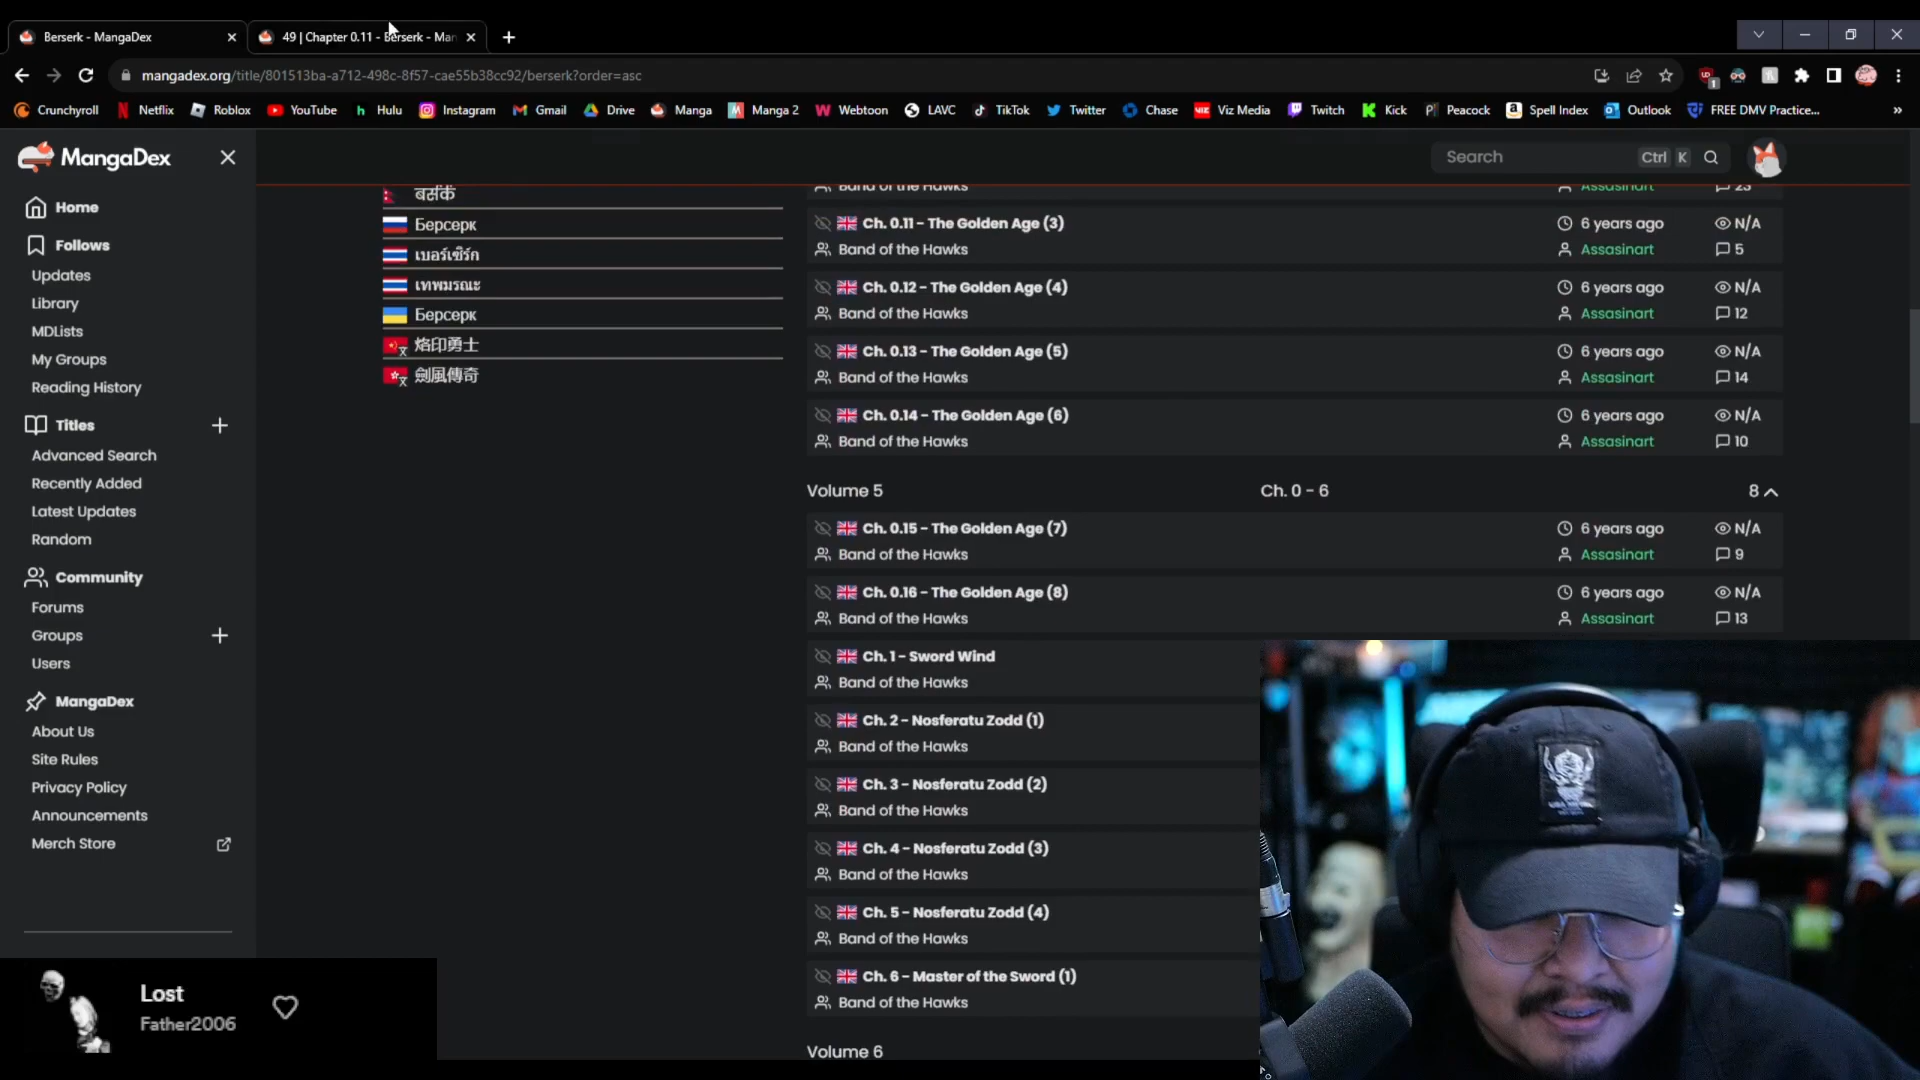 Berserk - MangaDex
49 | Chapter 0.11 - Berserk - Man
mangadex.org/title/801513ba-a712-498c-8f57-cae55b38cc92/berserk?order=asc
Crunchyroll
Netflix
Roblox
YouTube
Hulu
Instagram
Gmail
Drive
Manga
Manga 2
Webtoon
LAVC
TikTok
Twitter
Chase
Viz Media
Twitch
Kick
Peacock
Spell Index
Outlook
FREE DMV Practice...
MangaDex
Search Ctrl K
Home
Follows
Updates
Library
MDLists
My Groups
Reading History
Titles
Advanced Search
Recently Added
Latest Updates
Random
Community
Forums
Groups
Users
MangaDex
About Us
Site Rules
Privacy Policy
Announcements
Merch Store
बर्सर्क
Берсерк
เบอร์เซิร์ก
เทพมรณะ
Берсерк
烙印勇士
劍風傳奇
Band of the Hawks Assasinart 23
Ch. 0.11 - The Golden Age (3) 6 years ago N/A
Band of the Hawks Assasinart 5
Ch. 0.12 - The Golden Age (4) 6 years ago N/A
Band of the Hawks Assasinart 12
Ch. 0.13 - The Golden Age (5) 6 years ago N/A
Band of the Hawks Assasinart 14
Ch. 0.14 - The Golden Age (6) 6 years ago N/A
Band of the Hawks Assasinart 10
Volume 5 Ch. 0 - 6 8
Ch. 0.15 - The Golden Age (7) 6 years ago N/A
Band of the Hawks Assasinart 9
Ch. 0.16 - The Golden Age (8) 6 years ago N/A
Band of the Hawks Assasinart 13
Ch. 1 - Sword Wind
Band of the Hawks
Ch. 2 - Nosferatu Zodd (1)
Band of the Hawks
Ch. 3 - Nosferatu Zodd (2)
Band of the Hawks
Ch. 4 - Nosferatu Zodd (3)
Band of the Hawks
Ch. 5 - Nosferatu Zodd (4)
Band of the Hawks
Ch. 6 - Master of the Sword (1)
Band of the Hawks
Volume 6
Lost
Father2006